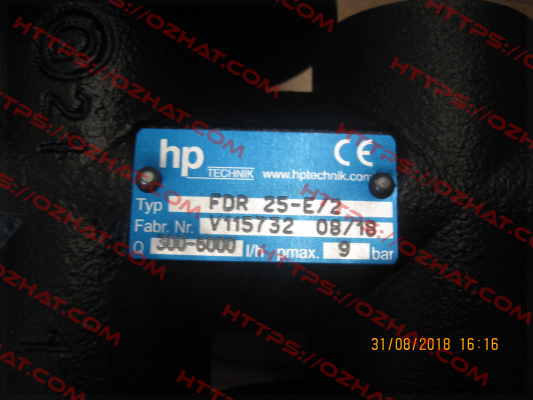 hp
TECHNIK
CE
www.hptechnik.com
Typ FDR 25-E/2
Fabr. Nr. V115732 08/18
Q 300-6000 l/h pmax. 9 bar
31/08/2018 16:16
HTTPS://OZHAT.COM